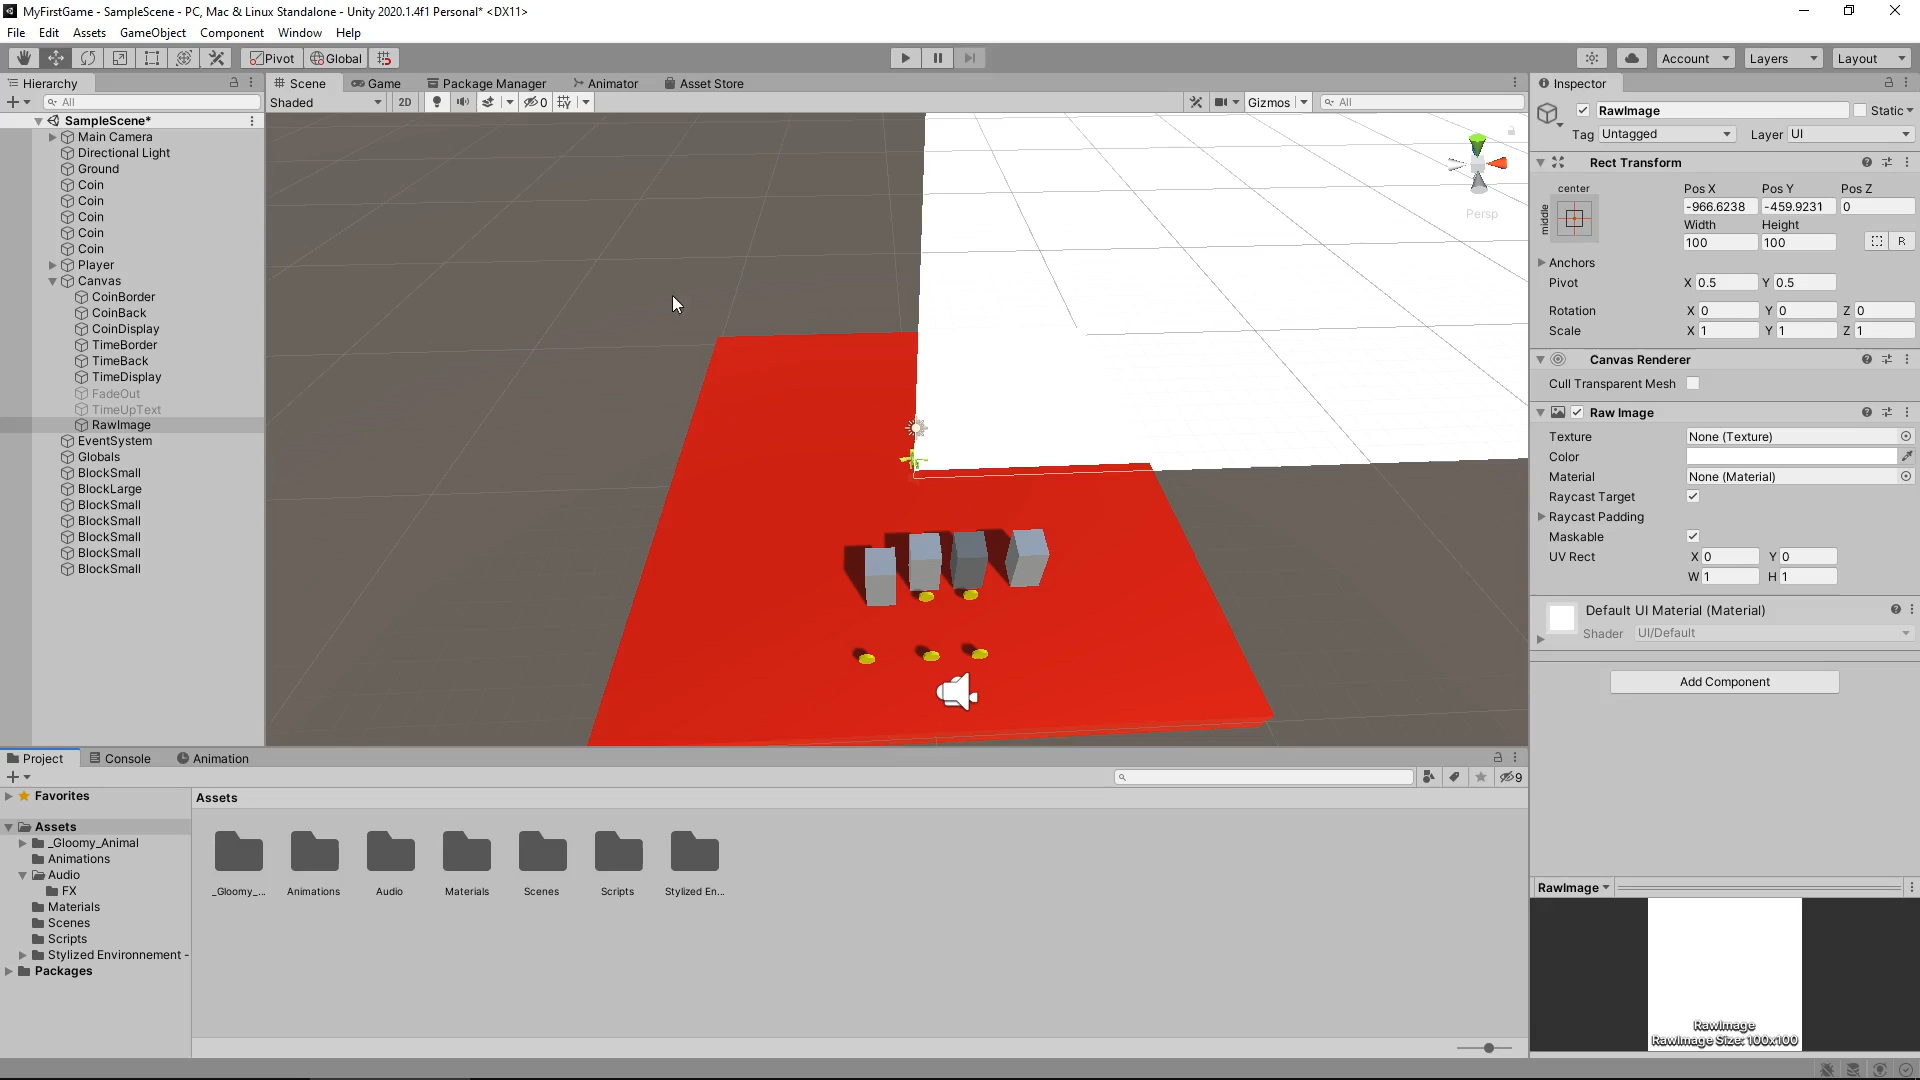 MyFirstGame - SampleScene - PC, Mac & Linux Standalone - Unity 2020.1.4f1 Personal* <DX11>
File Edit Assets GameObject Component Window Help
Pivot Global Account Layers Layout
Hierarchy
All
SampleScene*
Main Camera
Directional Light
Ground
Coin
Coin
Coin
Coin
Coin
Player
Canvas
CoinBorder
CoinBack
CoinDisplay
TimeBorder
TimeBack
TimeDisplay
FadeOut
TimeUpText
RawImage
EventSystem
Globals
BlockSmall
BlockLarge
BlockSmall
BlockSmall
BlockSmall
BlockSmall
BlockSmall
Scene Game Package Manager Animator Asset Store
Shaded 2D 0 Gizmos All
Persp
Inspector
RawImage Static
Tag Untagged Layer UI
Rect Transform
center
middle
Pos X Pos Y Pos Z
-966.6238 -459.9231 0
Width Height
100 100 R
Anchors
Pivot X 0.5 Y 0.5
Rotation X 0 Y 0 Z 0
Scale X 1 Y 1 Z 1
Canvas Renderer
Cull Transparent Mesh
Raw Image
Texture None (Texture)
Color
Material None (Material)
Raycast Target
Raycast Padding
Maskable
UV Rect X 0 Y 0
W 1 H 1
Default UI Material (Material)
Shader UI/Default
Add Component
RawImage
RawImage
RawImage Size: 100x100
Project Console Animation
9
Favorites
Assets
_Gloomy_Animal
Animations
Audio
FX
Materials
Scenes
Scripts
Stylized Environnement -
Packages
Assets
_Gloomy_... Animations Audio Materials Scenes Scripts Stylized En...